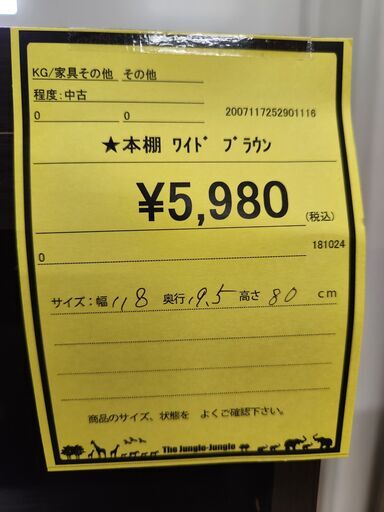 KG/家具その他 その他
程度:中古
0 0 2007117252901116
★本棚 ワイド ブラウン
¥5,980 (税込)
0 181024
サイズ:幅 118 奥行 19.5 高さ 80 cm
商品のサイズ、状態を よくご確認下さい。
The Jungle-Jungle